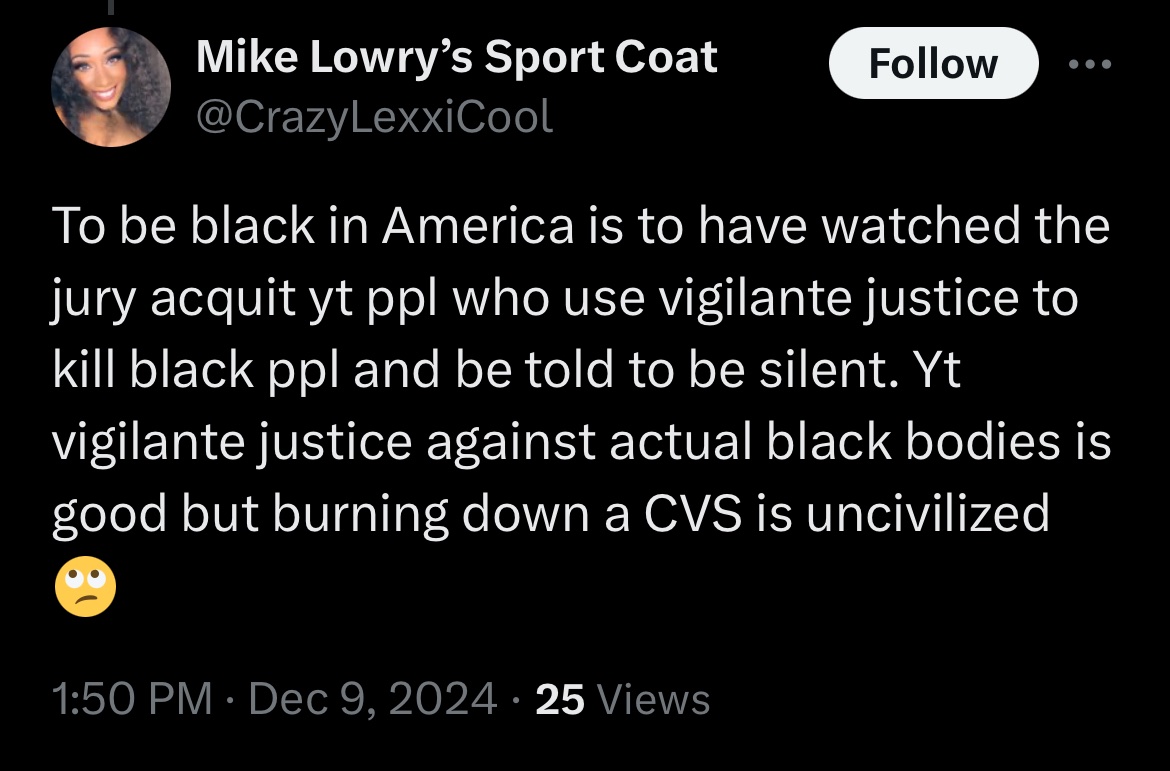 Mike Lowry’s Sport Coat
Follow
@CrazyLexxiCool
To be black in America is to have watched the
jury acquit yt ppl who use vigilante justice to
kill black ppl and be told to be silent. Yt
vigilante justice against actual black bodies is
good but burning down a CVS is uncivilized
🙄
1:50 PM · Dec 9, 2024 · 25 Views